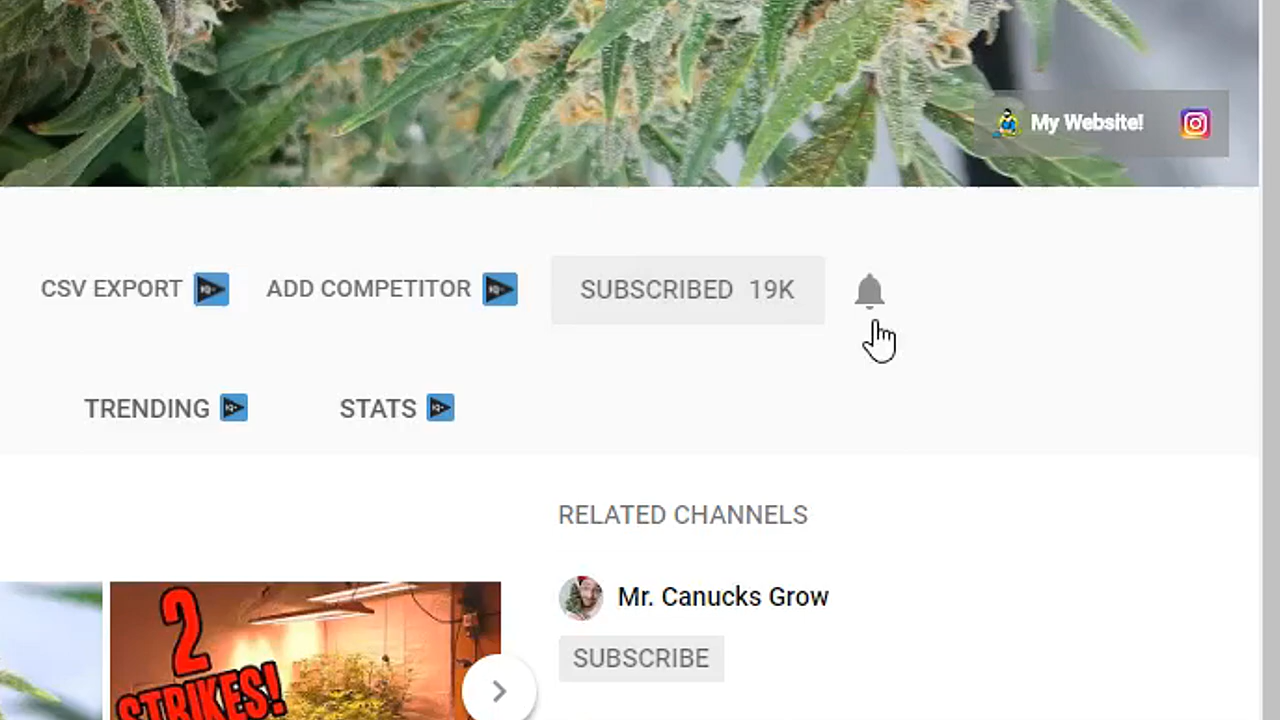 My Website!
CSV EXPORT
ADD COMPETITOR
SUBSCRIBED 19K
TRENDING
STATS
RELATED CHANNELS
Mr. Canucks Grow
SUBSCRIBE
2
STRIKES!